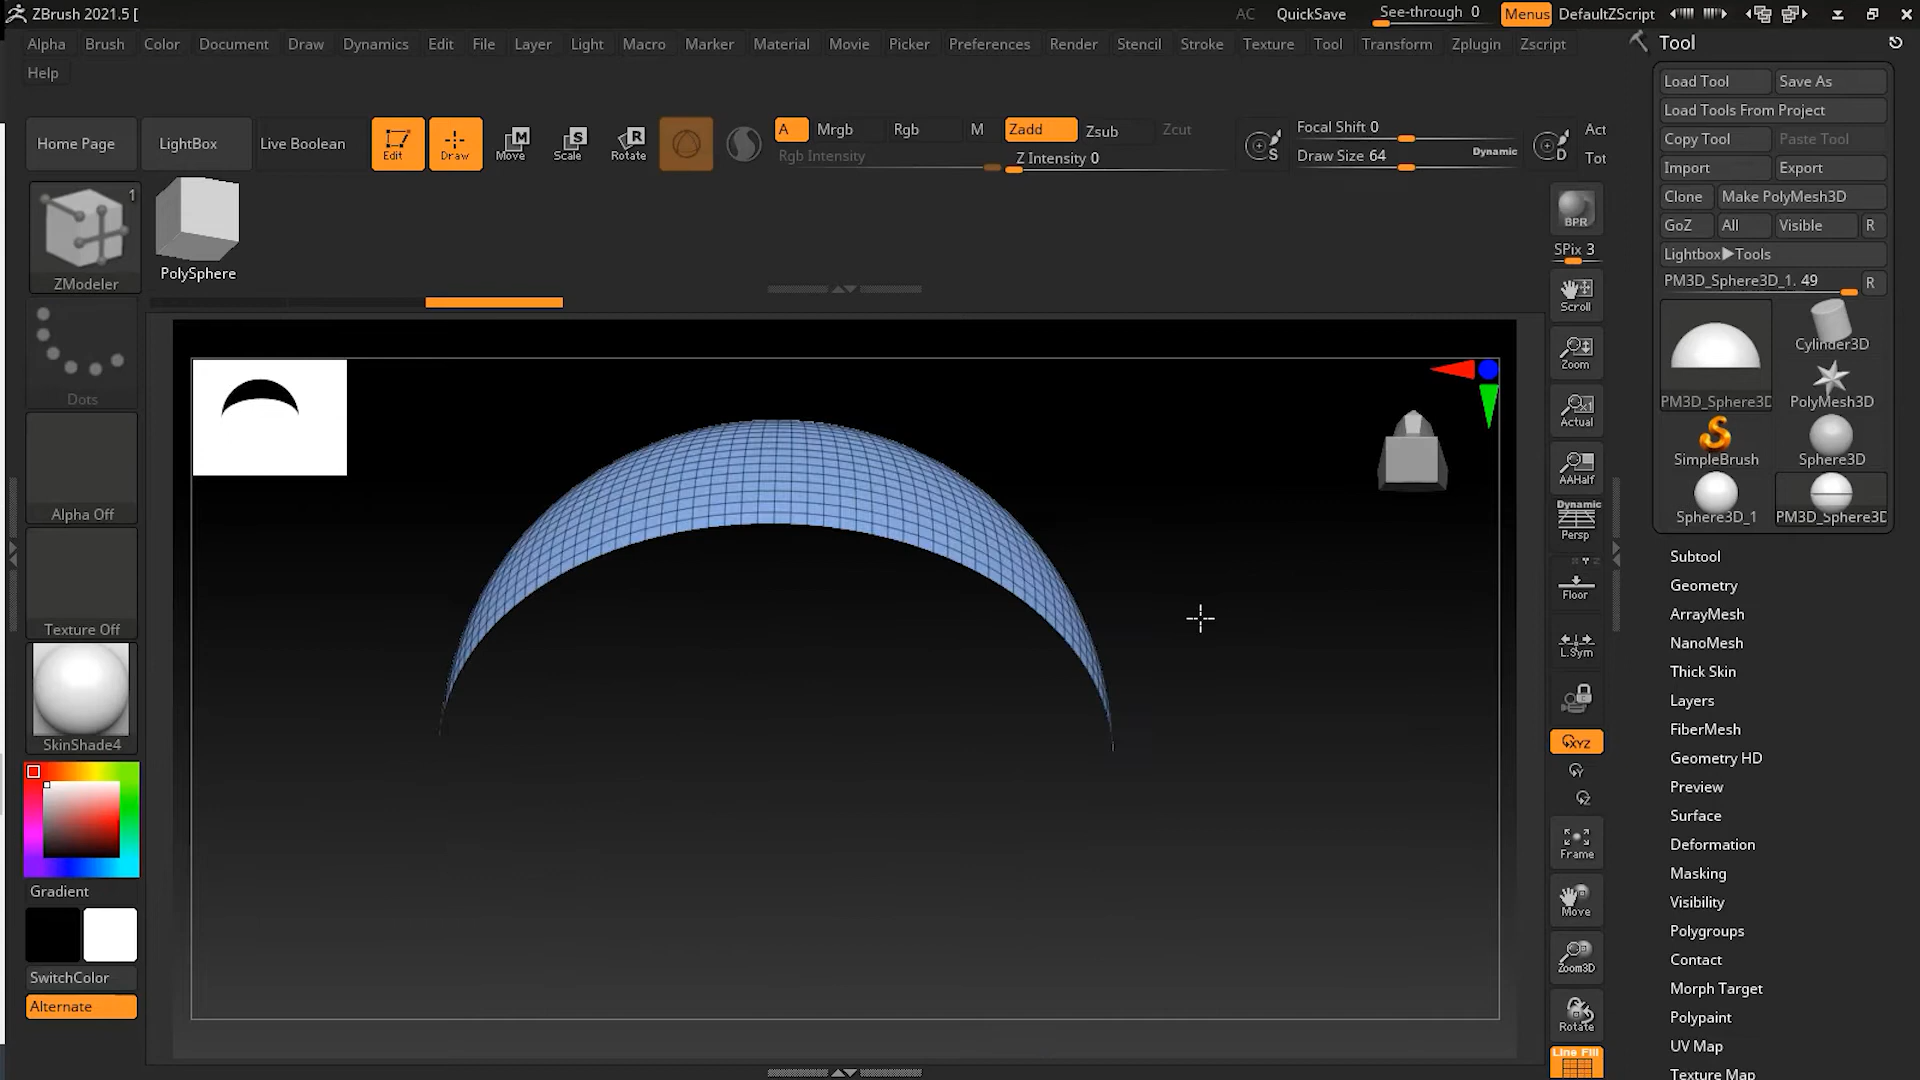 ZBrush 2021.5 [
AC QuickSave See-through 0 Menus DefaultZScript
Alpha Brush Color Document Draw Dynamics Edit File Layer Light Macro Marker Material Movie Picker Preferences Render Stencil Stroke Texture Tool Transform Zplugin Zscript
Help
Home Page LightBox Live Boolean Edit Draw Move Scale Rotate
M S R
A Mrgb Rgb M Zadd Zsub Zcut
Rgb Intensity Z Intensity 0
S Focal Shift 0
Draw Size 64 Dynamic D
Act
Tot
1
ZModeler
PolySphere
Dots
Alpha Off
Texture Off
SkinShade4
Gradient
SwitchColor
Alternate
BPR
SPix 3
Scroll
Zoom
Actual
AAHalf
Dynamic
Persp
Floor
L.Sym
XYZ
Y
Z
Frame
Move
Zoom3D
Rotate
Line Fill
Tool
Load Tool Save As
Load Tools From Project
Copy Tool Paste Tool
Import Export
Clone Make PolyMesh3D
GoZ All Visible R
Lightbox▶Tools
PM3D_Sphere3D_1. 49 R
Cylinder3D
PM3D_Sphere3D PolyMesh3D
SimpleBrush Sphere3D
Sphere3D_1 PM3D_Sphere3D
Subtool
Geometry
ArrayMesh
NanoMesh
Thick Skin
Layers
FiberMesh
Geometry HD
Preview
Surface
Deformation
Masking
Visibility
Polygroups
Contact
Morph Target
Polypaint
UV Map
Texture Map